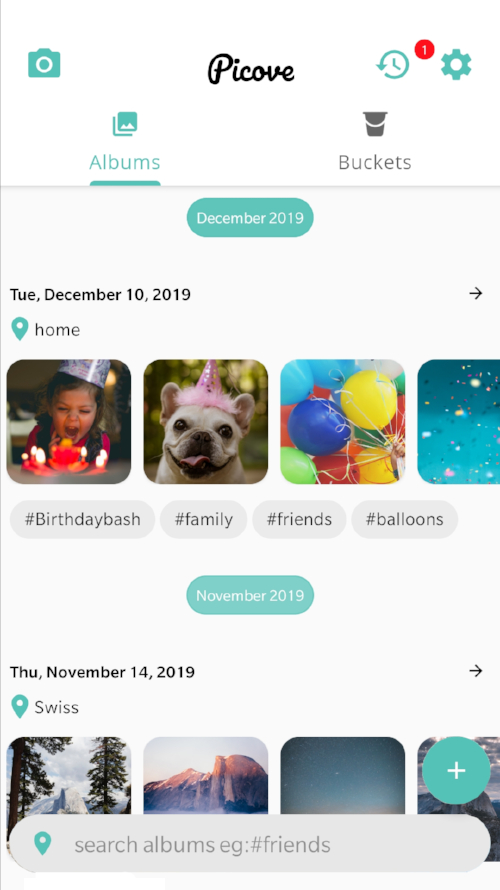 Picove
1
Albums
Buckets
December 2019
Tue, December 10, 2019
home
#Birthdaybash
#family
#friends
#balloons
November 2019
Thu, November 14, 2019
Swiss
search albums eg:#friends